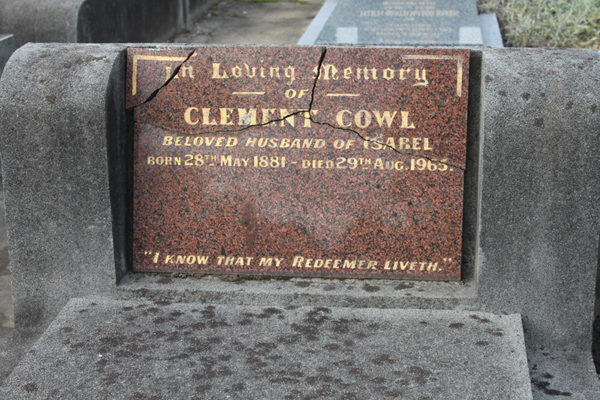 In Loving Memory
OF
CLEMENT COWL
BELOVED HUSBAND OF ISABEL
BORN 28TH MAY 1881 - DIED 29TH AUG. 1965.
"I KNOW THAT MY REDEEMER LIVETH."